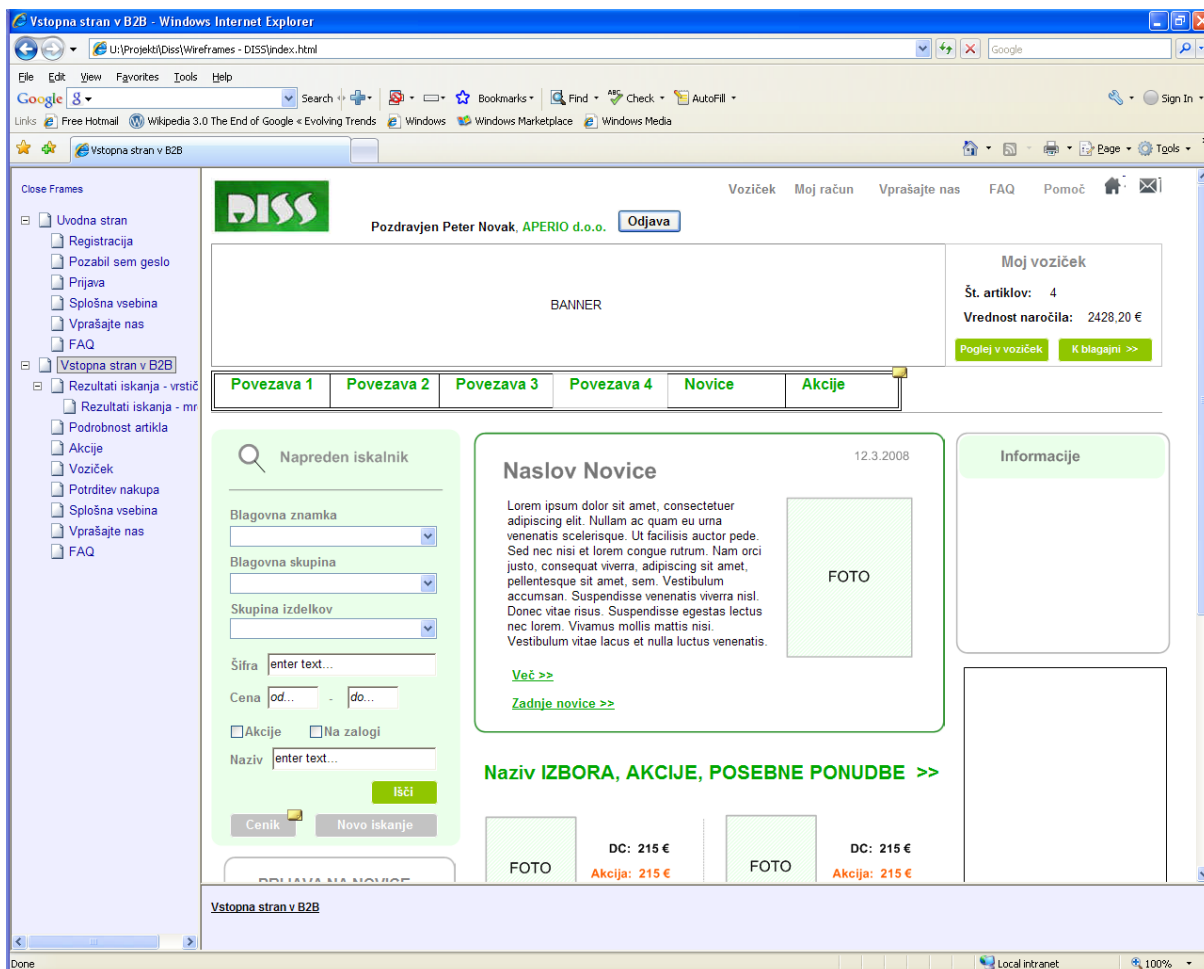 Vstopna stran v B2B - Windows Internet Explorer
U:\Projekti\Diss\Wireframes - DISS\index.html
Google
File Edit View Favorites Tools Help
Google Search Bookmarks Find Check AutoFill Sign In
Links Free Hotmail Wikipedia 3.0 The End of Google « Evolving Trends Windows Windows Marketplace Windows Media
Vstopna stran v B2B
Page Tools
Close Frames
Uvodna stran
Registracija
Pozabil sem geslo
Prijava
Splošna vsebina
Vprašajte nas
FAQ
Vstopna stran v B2B
Rezultati iskanja - vrstič
Rezultati iskanja - mr
Podrobnost artikla
Akcije
Voziček
Potrditev nakupa
Splošna vsebina
Vprašajte nas
FAQ
DISS
Voziček Moj račun Vprašajte nas FAQ Pomoč
Pozdravjen Peter Novak, APERIO d.o.o. Odjava
BANNER
Moj voziček
Št. artiklov: 4
Vrednost naročila: 2428,20 €
Poglej v voziček K blagajni >>
Povezava 1 Povezava 2 Povezava 3 Povezava 4 Novice Akcije
Napreden iskalnik
Blagovna znamka
Blagovna skupina
Skupina izdelkov
Šifra enter text...
Cena od... - do...
Akcije Na zalogi
Naziv enter text...
Išči
Cenik Novo iskanje
PRIJAVA NA NOVICE
12.3.2008
Naslov Novice
Lorem ipsum dolor sit amet, consectetuer
adipiscing elit. Nullam ac quam eu urna
venenatis scelerisque. Ut facilisis auctor pede.
Sed nec nisi et lorem congue rutrum. Nam orci
justo, consequat viverra, adipiscing sit amet,
pellentesque sit amet, sem. Vestibulum
accumsan. Suspendisse venenatis viverra nisl.
Donec vitae risus. Suspendisse egestas lectus
nec lorem. Vivamus mollis mattis nisi.
Vestibulum vitae lacus et nulla luctus venenatis.
FOTO
Več >>
Zadnje novice >>
Informacije
Naziv IZBORA, AKCIJE, POSEBNE PONUDBE >>
FOTO
DC: 215 €
Akcija: 215 €
FOTO
DC: 215 €
Akcija: 215 €
Vstopna stran v B2B
Done Local intranet 100%